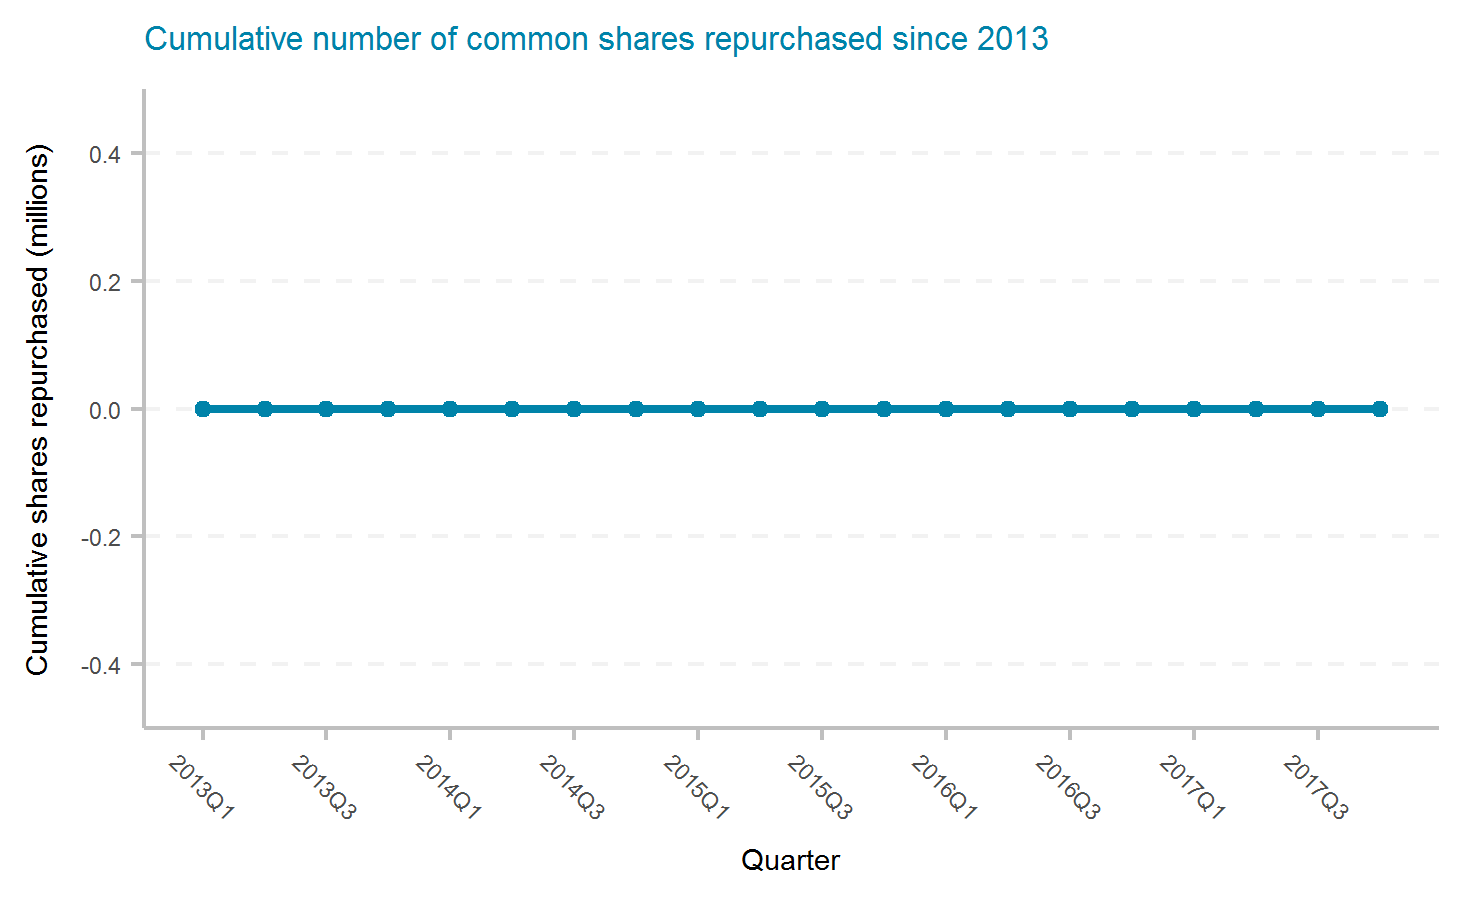 Cumulative number of common shares repurchased since 2013
Cumulative shares repurchased (millions)
0.4
0.2
0.0
-0.2
-0.4
2013Q1
2013Q3
2014Q1
2014Q3
2015Q1
2015Q3
2016Q1
2016Q3
2017Q1
2017Q3
Quarter